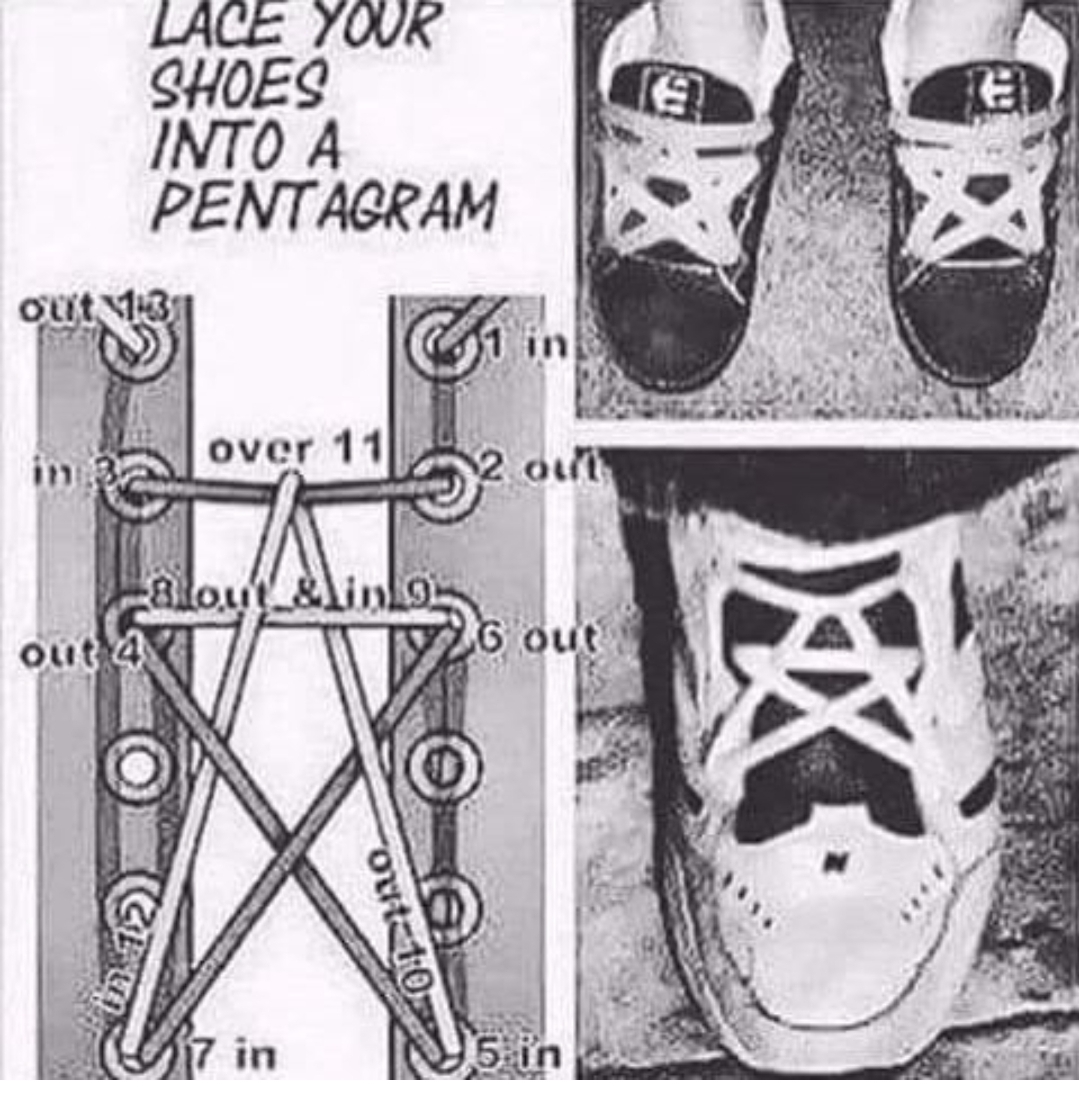 LACE YOUR
SHOES
INTO A
PENTAGRAM
out 13
1 in
over 11
in 3
2 out
8 out & in 9
out 4
6 out
out 10
in 12
7 in
5 in
N